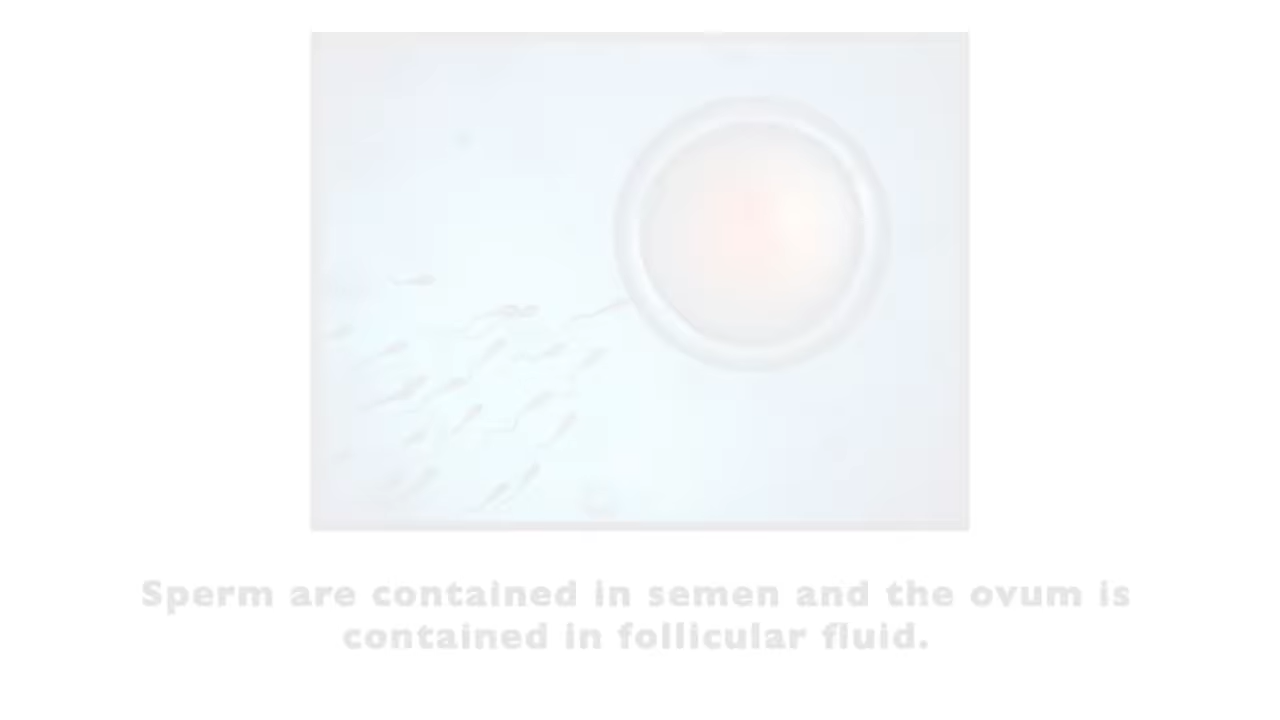 Sperm are contained in semen and the ovum is
contained in follicular fluid.